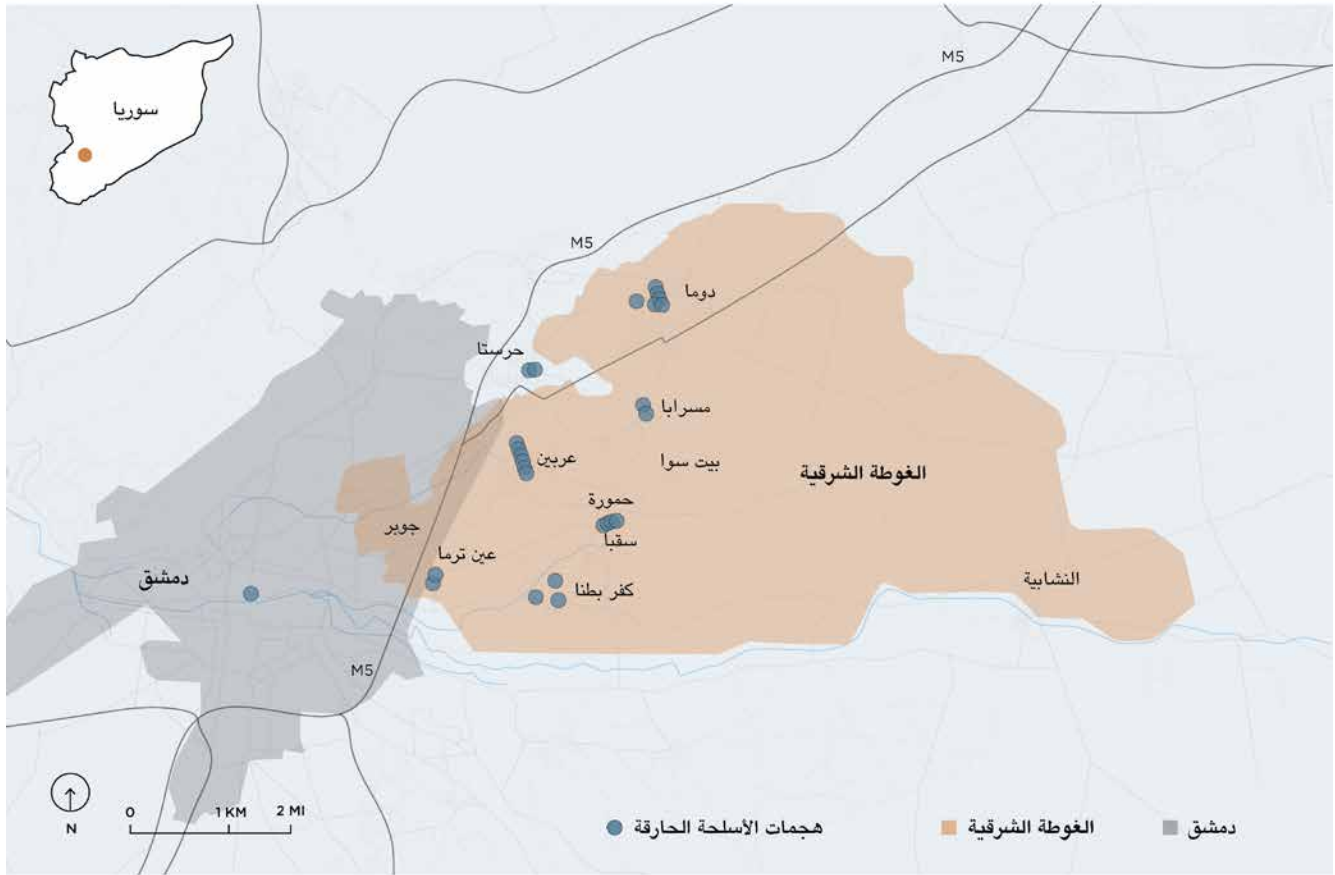 سوريا
M5
M5
دوما
حرستا
مسرابا
عربين
بيت سوا
الغوطة الشرقية
حمورة
سقبا
جوبر
عين ترما
دمشق
كفر بطنا
النشابية
M5
N
0 1 KM 2 MI
هجمات الأسلحة الحارقة
الغوطة الشرقية
دمشق